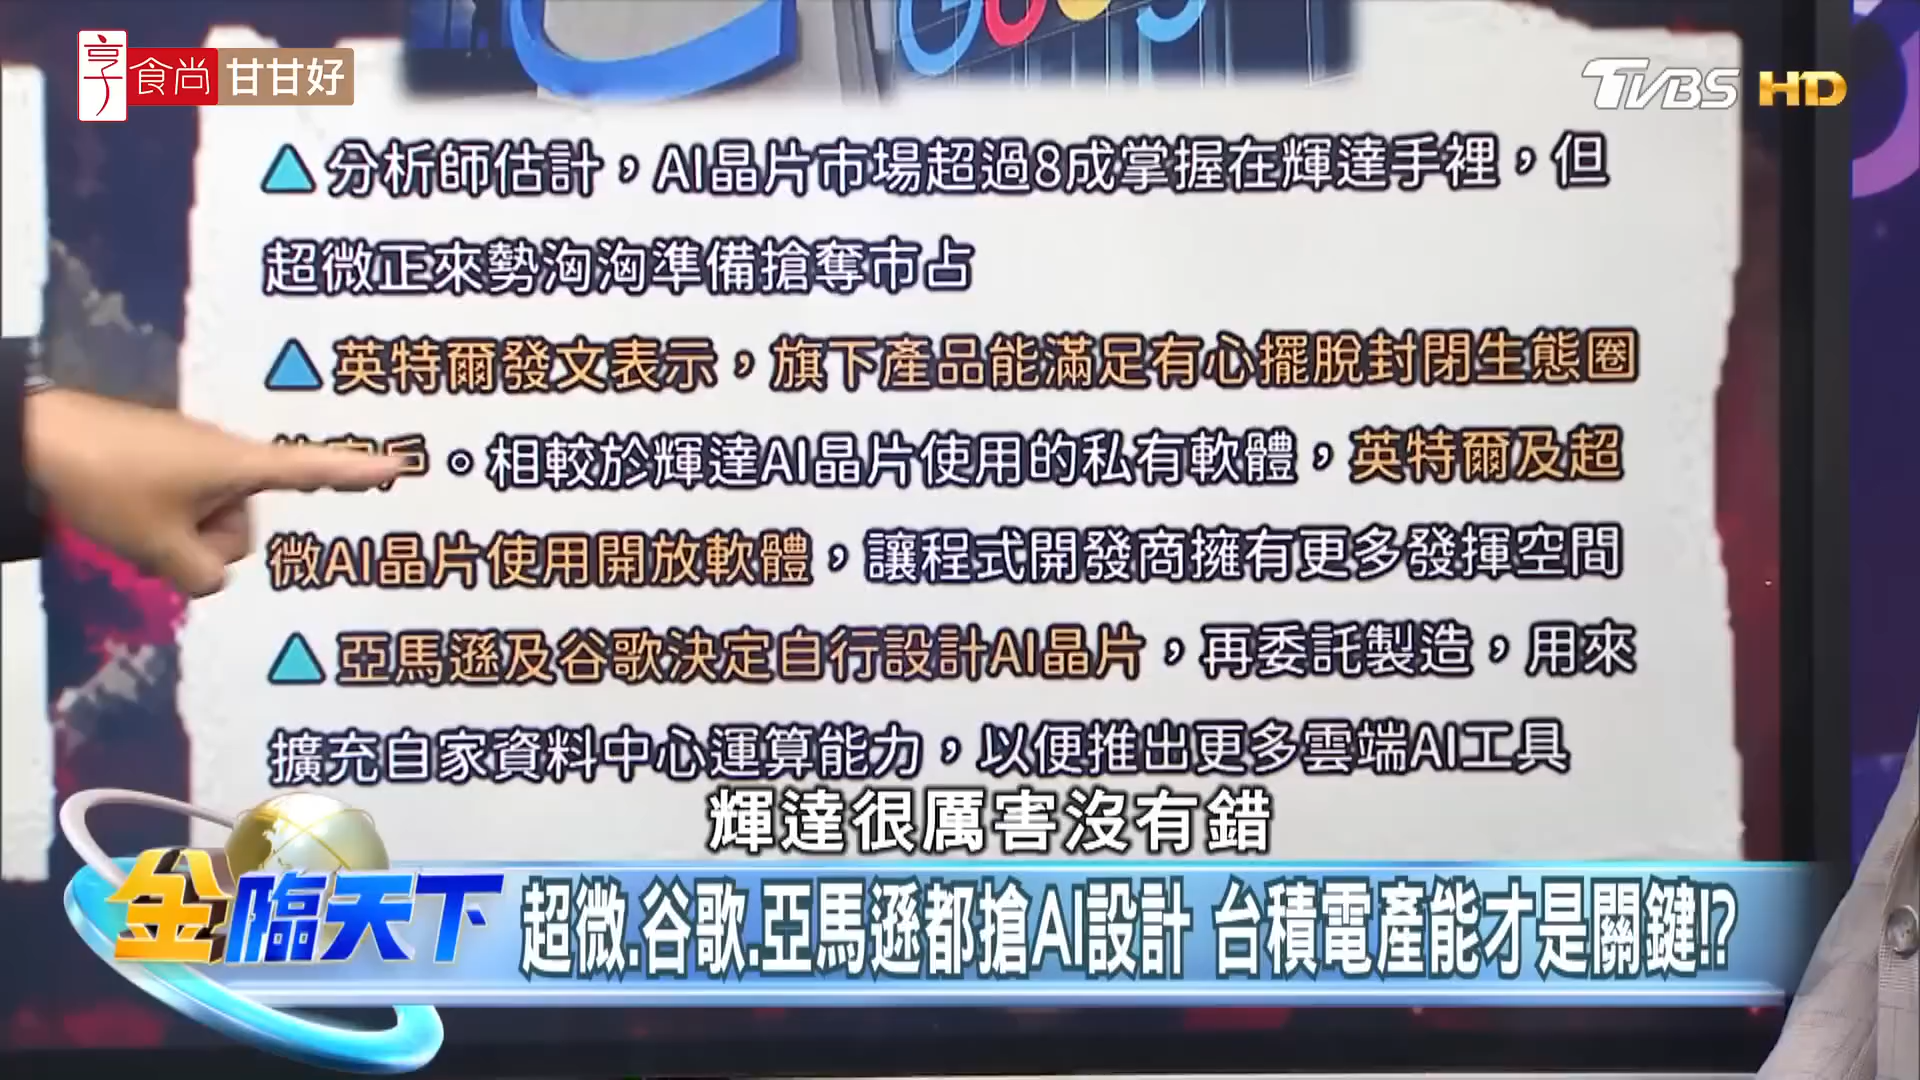 享 食尚 甘甘好
TVBS HD
Goog
▲分析師估計，AI晶片市場超過8成掌握在輝達手裡，但
超微正來勢洶洶準備搶奪市占
▲英特爾發文表示，旗下產品能滿足有心擺脫封閉生態圈
戶。相較於輝達AI晶片使用的私有軟體，英特爾及超
微AI晶片使用開放軟體，讓程式開發商擁有更多發揮空間
▲亞馬遜及谷歌決定自行設計AI晶片，再委託製造，用來
擴充自家資料中心運算能力，以便推出更多雲端AI工具
輝達很厲害沒有錯
金臨天下
超微.谷歌.亞馬遜都搶AI設計 台積電產能才是關鍵!?